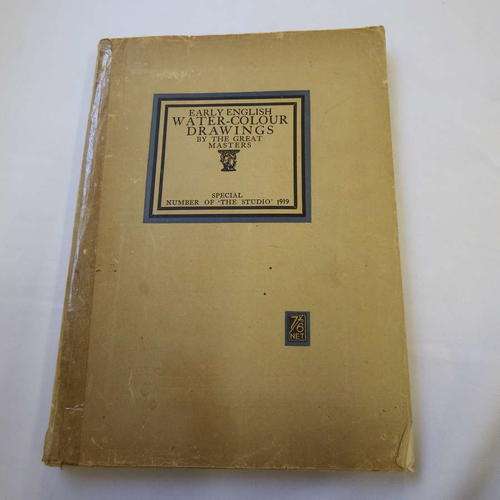 EARLY ENGLISH
WATER-COLOUR
DRAWINGS
BY THE GREAT
MASTERS
SPECIAL
NUMBER OF 'THE STUDIO' 1919
7/6
NET